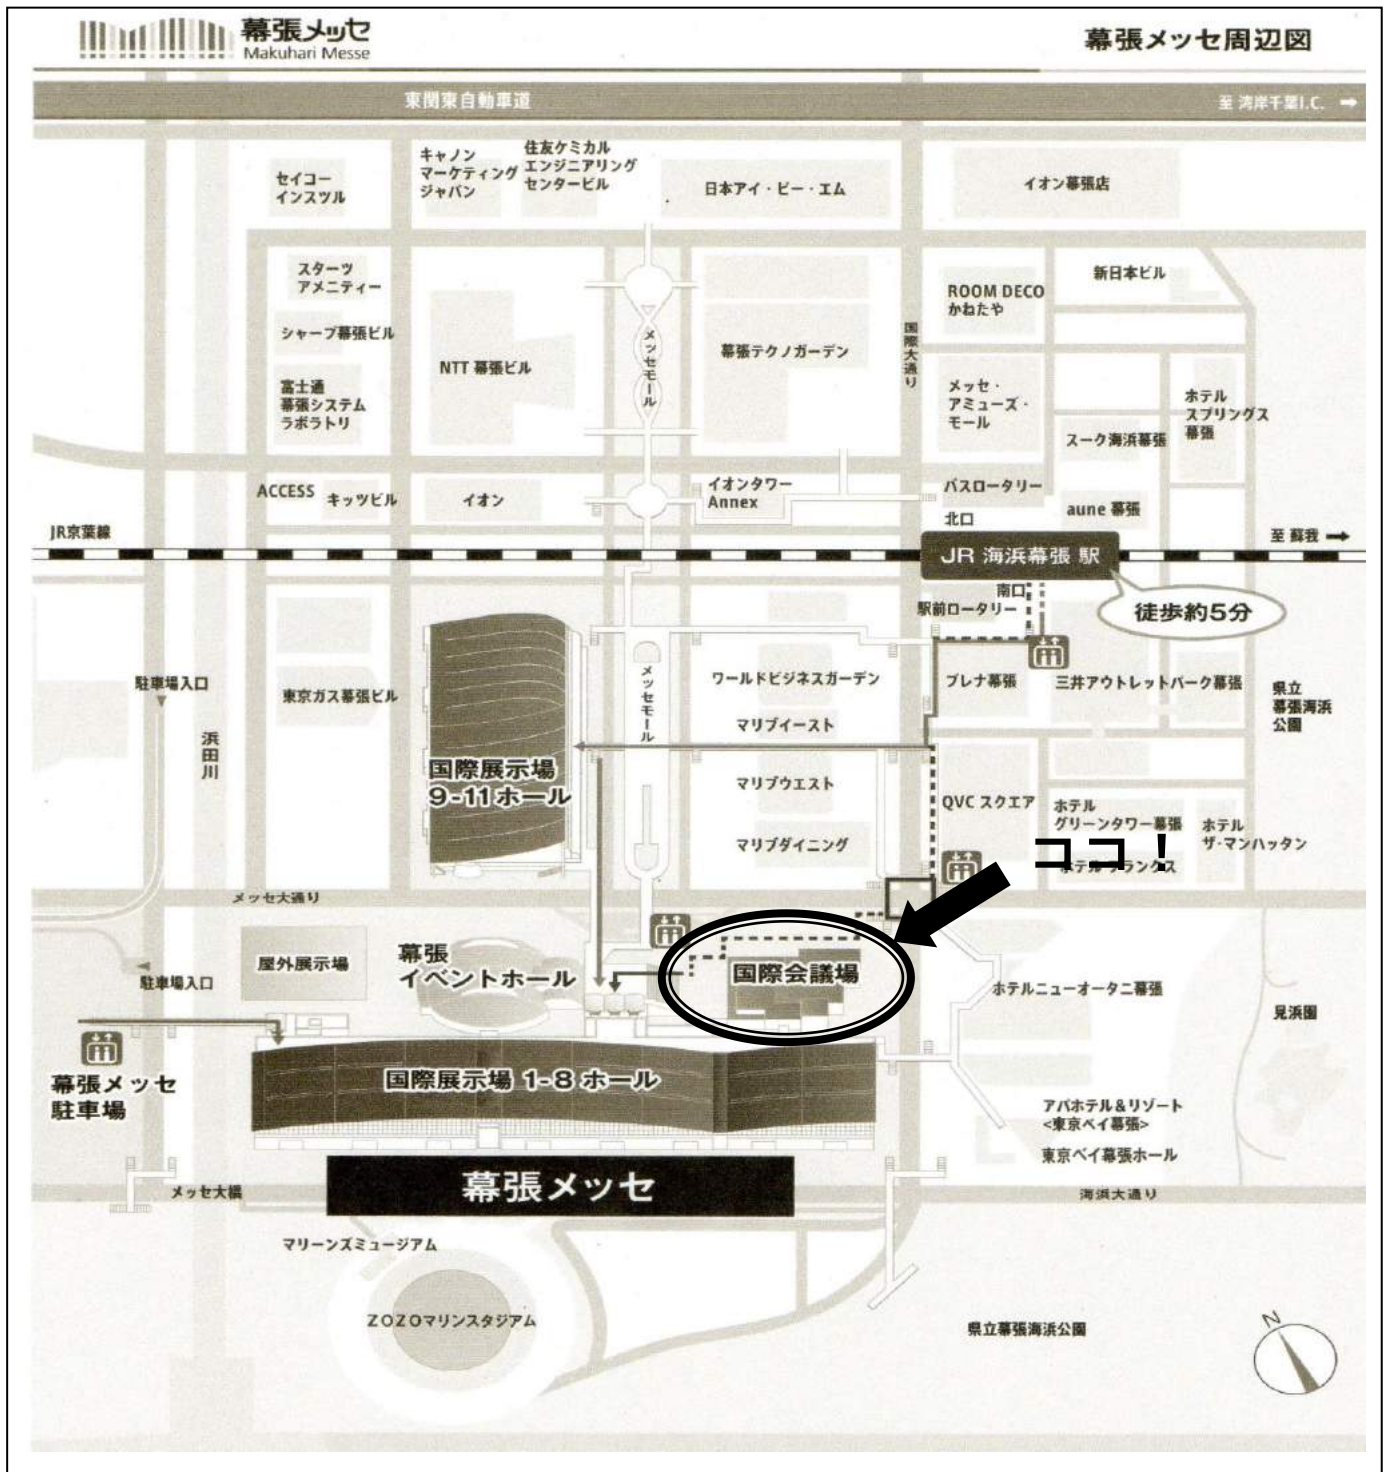 幕張メッセ
Makuhari Messe
幕張メッセ周辺図
東関東自動車道
至 湾岸千葉I.C.
セイコー
インスツル
キャノン
マーケティング
ジャパン
住友ケミカル
エンジニアリング
センタービル
日本アイ・ビー・エム
イオン幕張店
スターツ
アメニティー
シャープ幕張ビル
富士通
幕張システム
ラボラトリ
NTT 幕張ビル
メッセモール
幕張テクノガーデン
国際大通り
ROOM DECO
かねたや
新日本ビル
メッセ・
アミューズ・
モール
スーク海浜幕張
ホテル
スプリングス
幕張
ACCESS
キッツビル
イオン
イオンタワー
Annex
バスロータリー
北口
aune 幕張
JR京葉線
至 蘇我
JR 海浜幕張 駅
南口
駅前ロータリー
徒歩約5分
駐車場入口
浜田川
東京ガス幕張ビル
メッセモール
ワールドビジネスガーデン
プレナ幕張
三井アウトレットパーク幕張
県立
幕張海浜
公園
マリブイースト
国際展示場
9-11ホール
マリブウエスト
マリブダイニング
QVC スクエア
ホテル
グリーンタワー幕張
ホテル
ザ・マンハッタン
ココ!
ホテルフランクス
メッセ大通り
屋外展示場
幕張
イベントホール
国際会議場
駐車場入口
ホテルニューオータニ幕張
見浜園
幕張メッセ
駐車場
国際展示場 1-8 ホール
アパホテル&リゾート
<東京ベイ幕張>
東京ベイ幕張ホール
幕張メッセ
メッセ大橋
海浜大通り
マリーンズミュージアム
ZOZOマリンスタジアム
県立幕張海浜公園
N